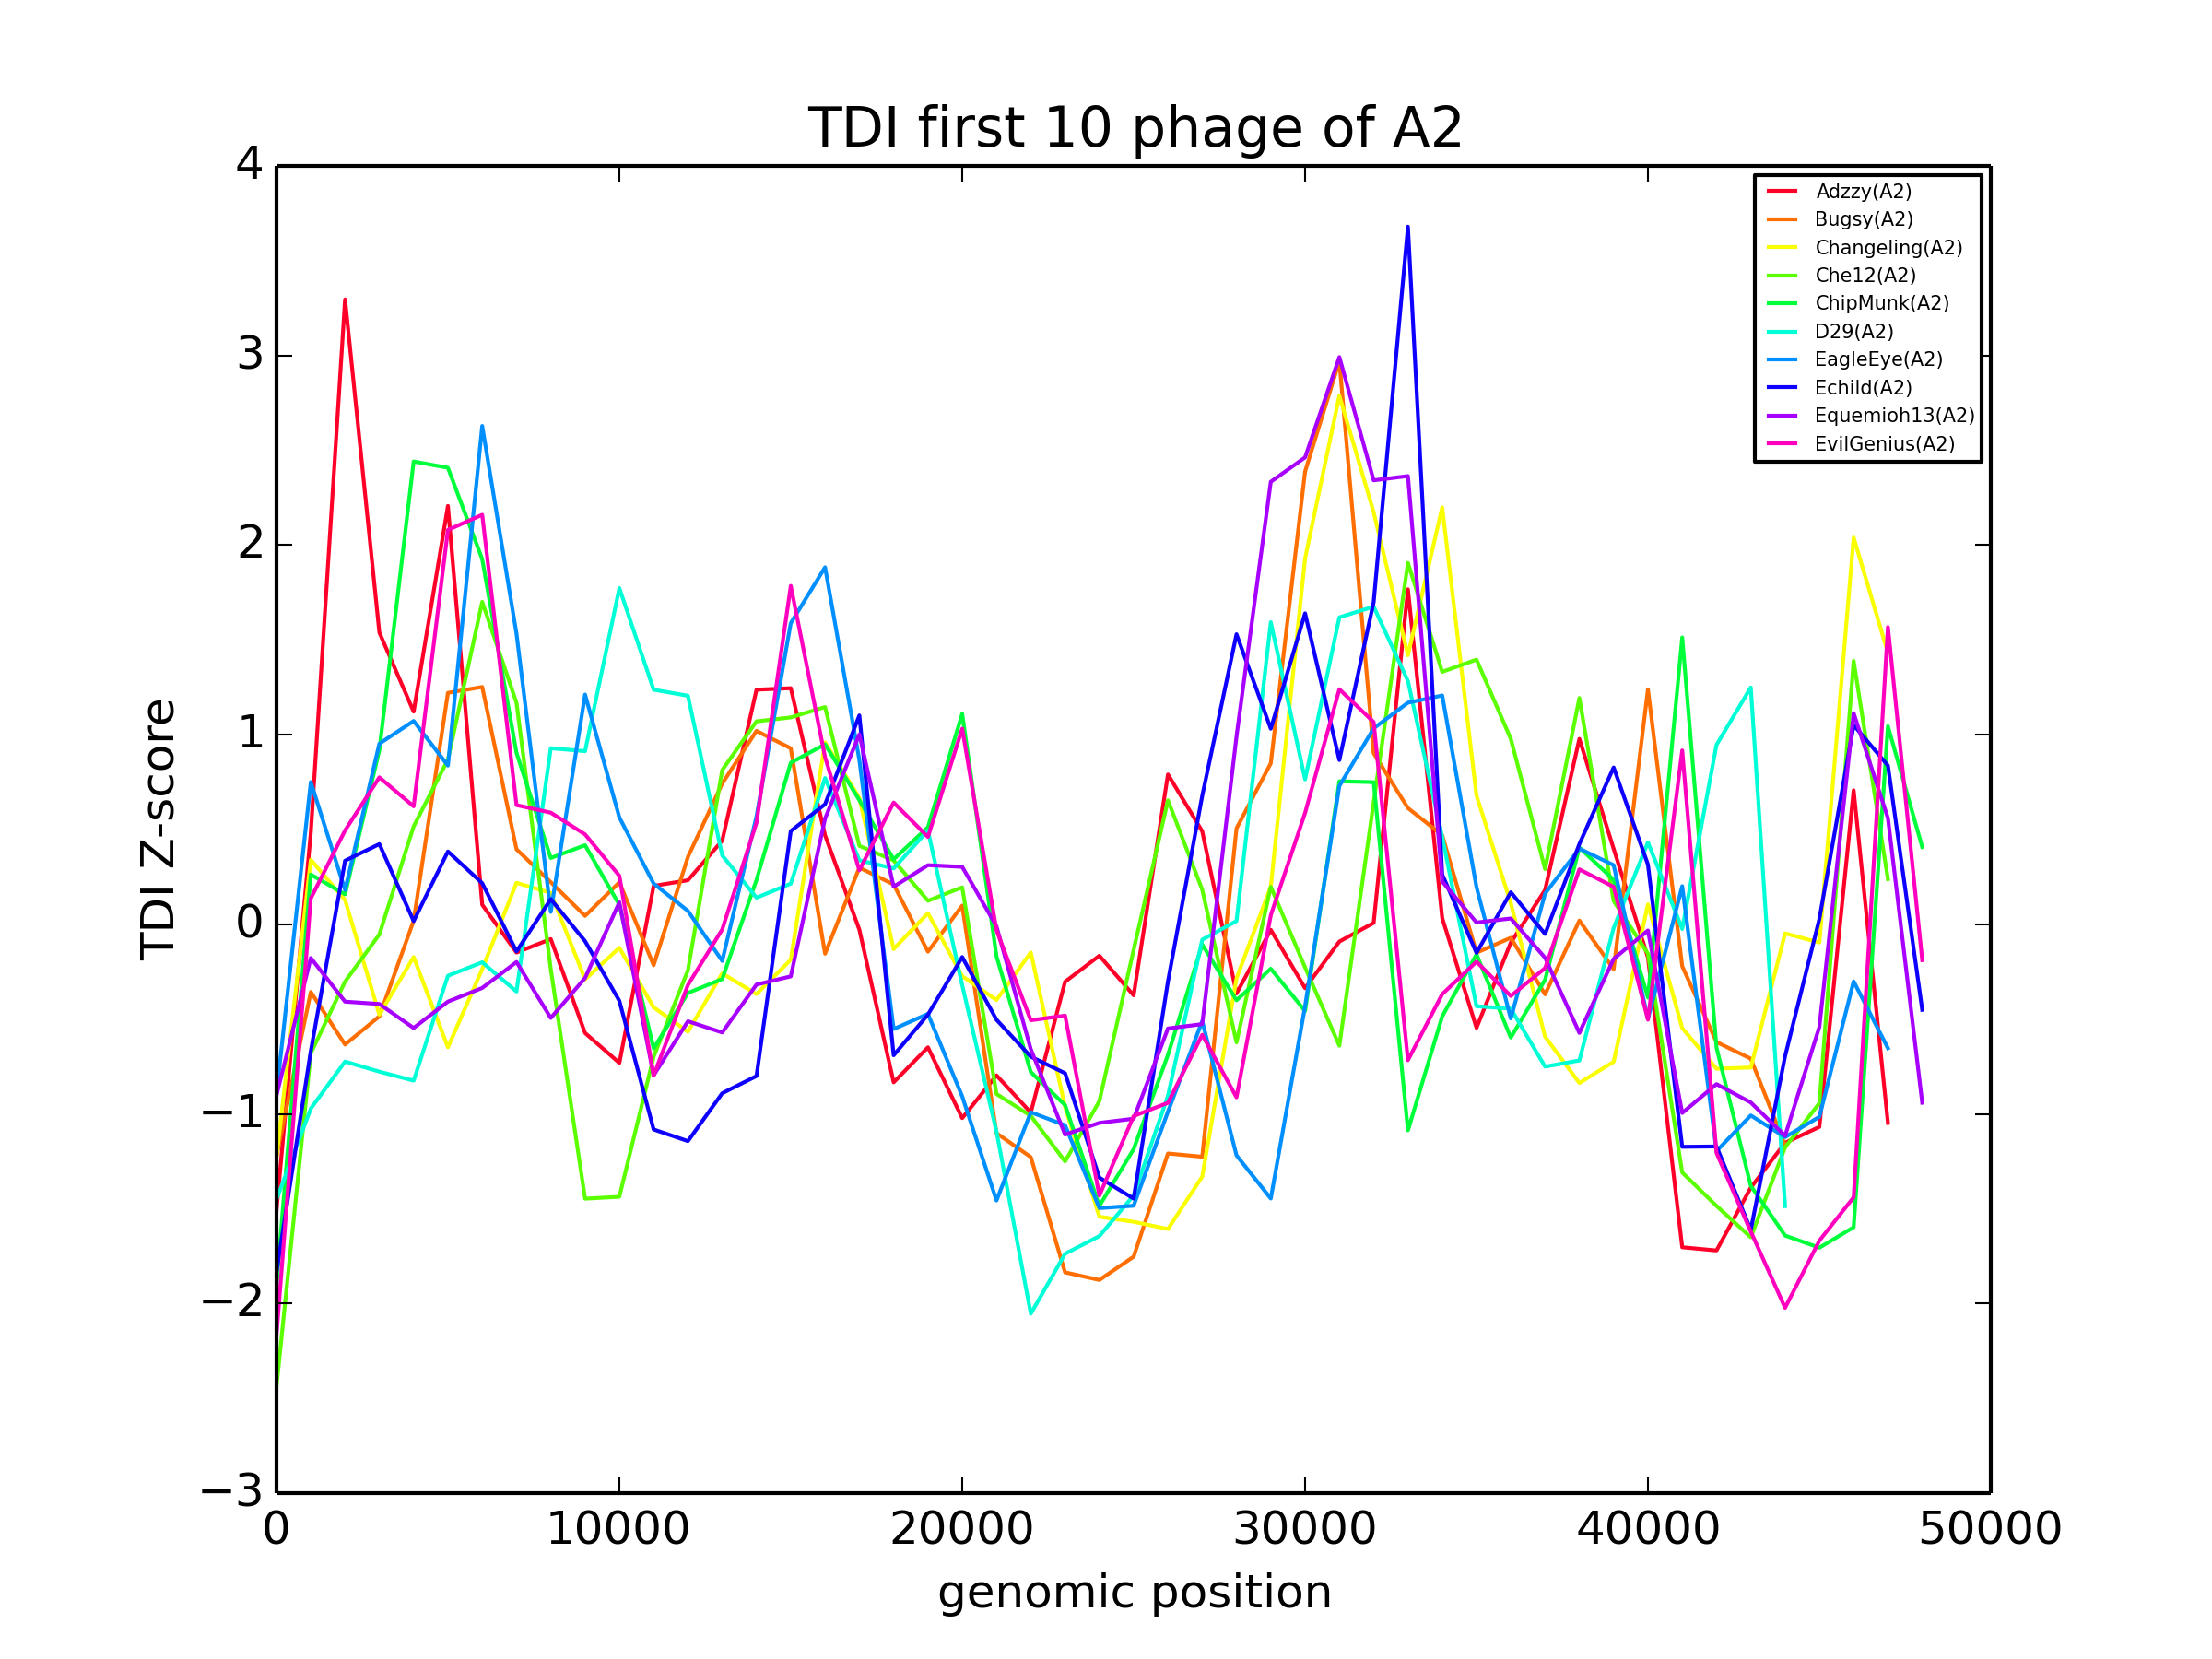 TDI first 10 phage of A2
4
3
2
1
0
−1
−2
−3
TDI Z-score
Adzzy(A2)
Bugsy(A2)
Changeling(A2)
Che12(A2)
ChipMunk(A2)
D29(A2)
EagleEye(A2)
Echild(A2)
Equemioh13(A2)
EvilGenius(A2)
0 10000 20000 30000 40000 50000
genomic position